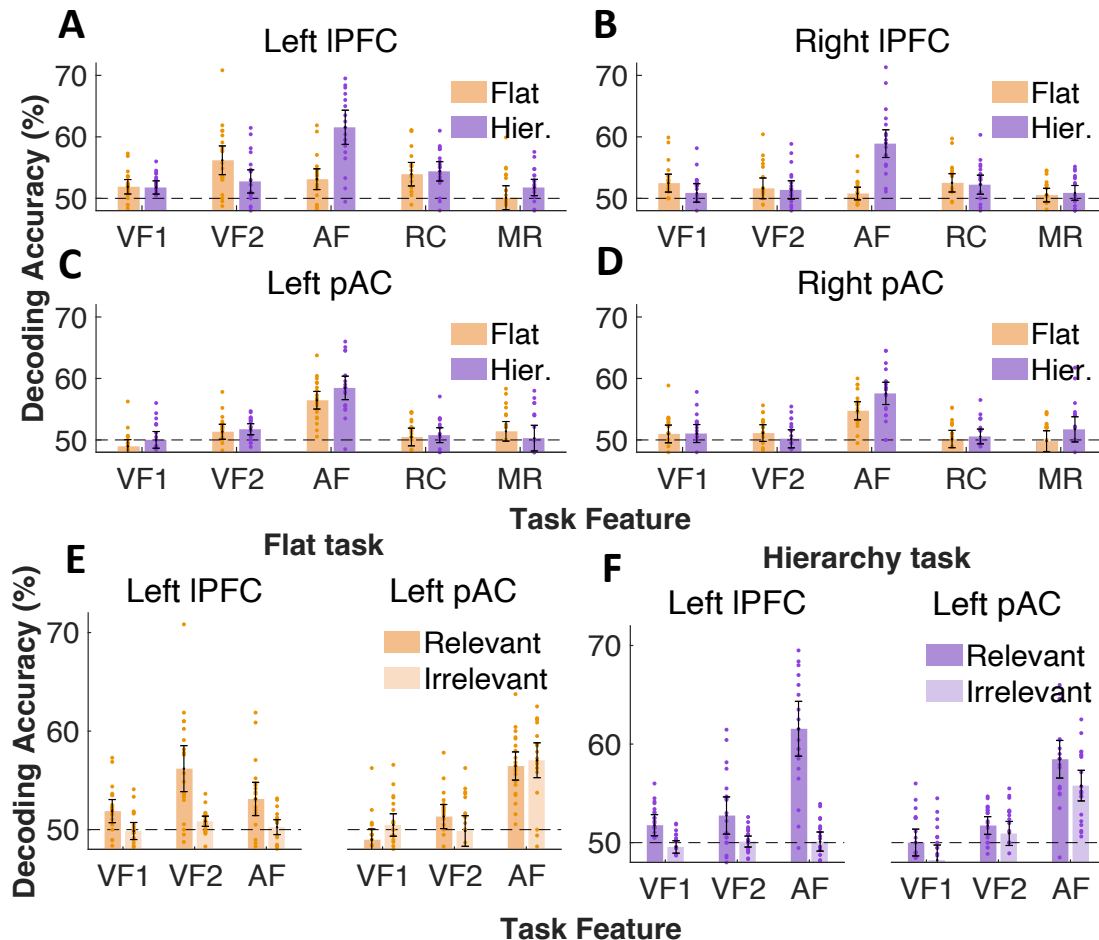 A
Left lPFC
Decoding Accuracy (%)
70
60
50
Flat
Hier.
VF1 VF2 AF RC MR
B
Right lPFC
70
60
50
Flat
Hier.
VF1 VF2 AF RC MR
C
Left pAC
70
60
50
Flat
Hier.
VF1 VF2 AF RC MR
D
Right pAC
70
60
50
Flat
Hier.
VF1 VF2 AF RC MR
Task Feature
E
Flat task
Decoding Accuracy (%)
Left lPFC
70
60
50
VF1 VF2 AF
Left pAC
Relevant
Irrelevant
VF1 VF2 AF
F
Hierarchy task
Left lPFC
70
60
50
VF1 VF2 AF
Left pAC
Relevant
Irrelevant
VF1 VF2 AF
Task Feature